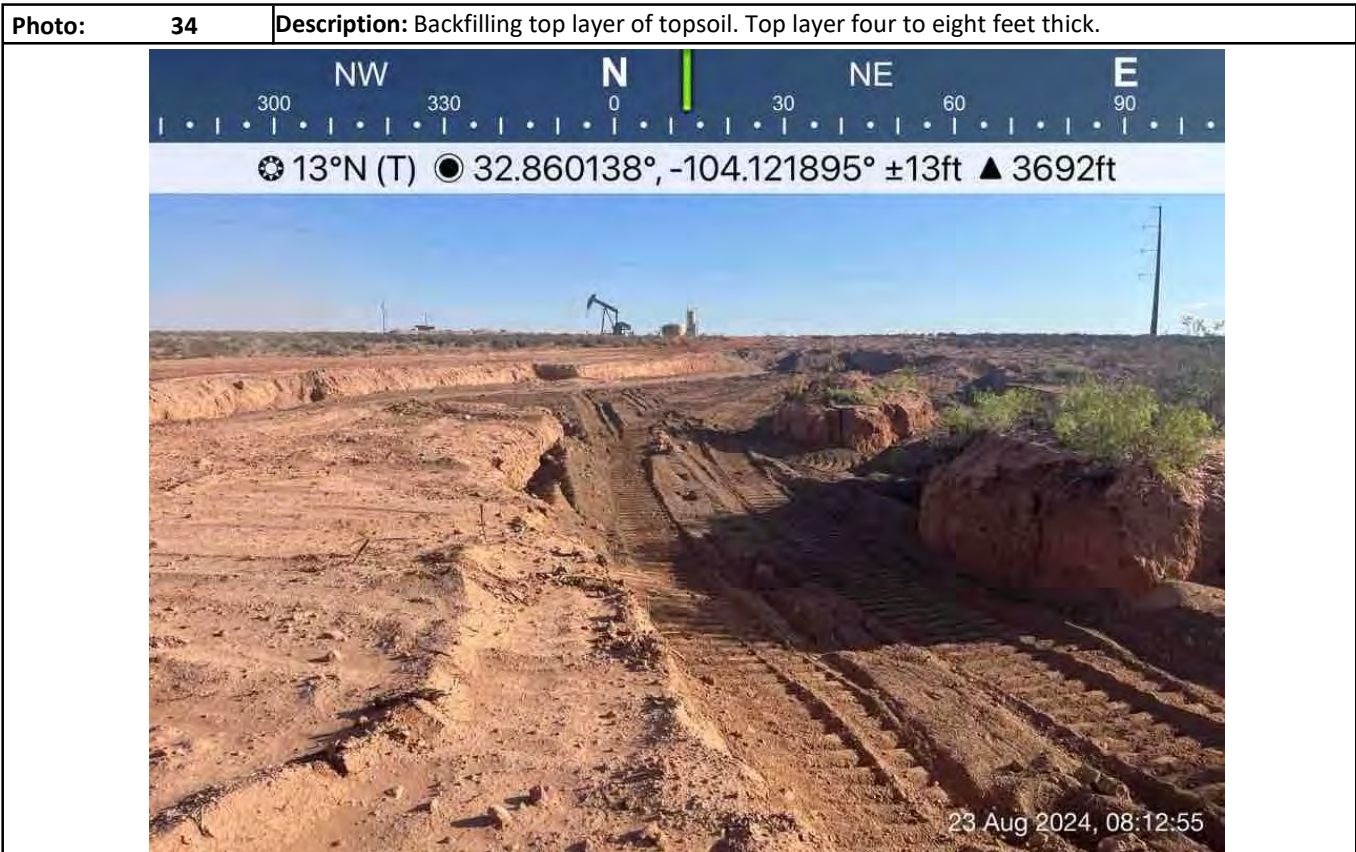 Photo: 34 Description: Backfilling top layer of topsoil. Top layer four to eight feet thick.
NW N NE E
300 330 0 30 60 90
13°N (T) 32.860138°, -104.121895° ±13ft ▲ 3692ft
23 Aug 2024, 08:12:55